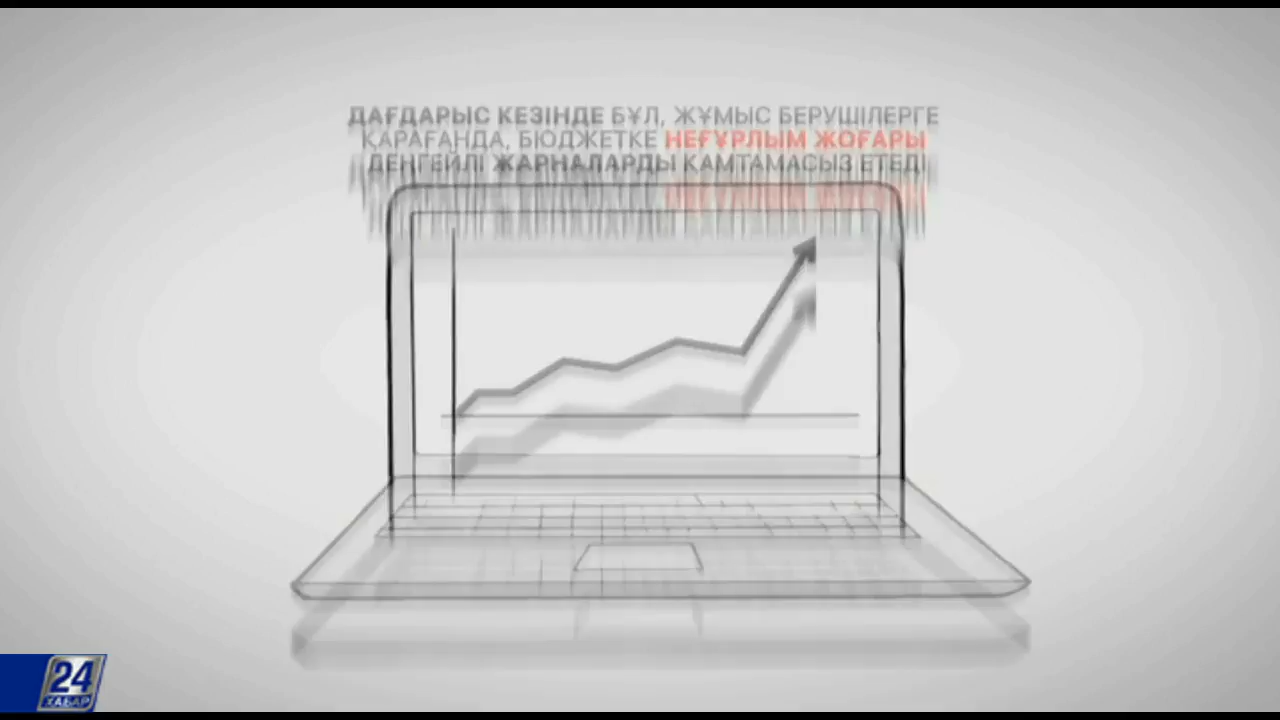 ДАҒДАРЫС КЕЗІНДЕ БҰЛ, ЖҰМЫС БЕРУШІЛЕРГЕ
ҚАРАҒАНДА, БЮДЖЕТКЕ НЕҒҰРЛЫМ ЖОҒАРЫ
ДЕҢГЕЙЛІ ЖАРНАЛАРДЫ ҚАМТАМАСЫЗ ЕТЕДІ
24
ХАБАР